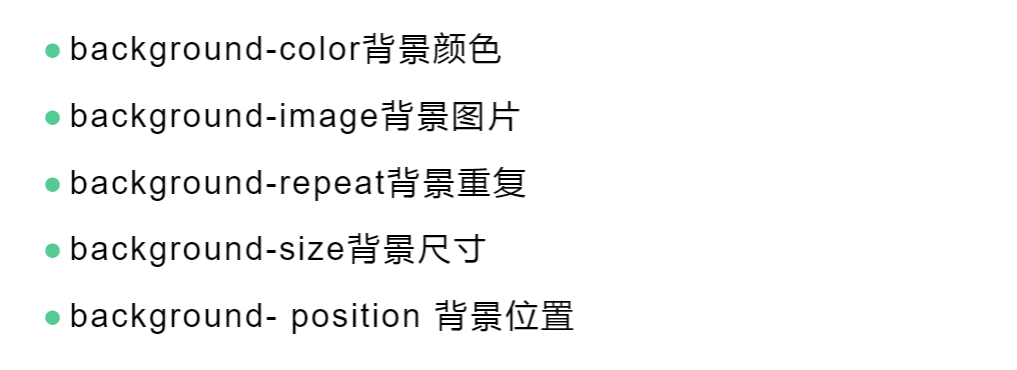 background-color背景颜色
background-image背景图片
background-repeat背景重复
background-size背景尺寸
background- position 背景位置